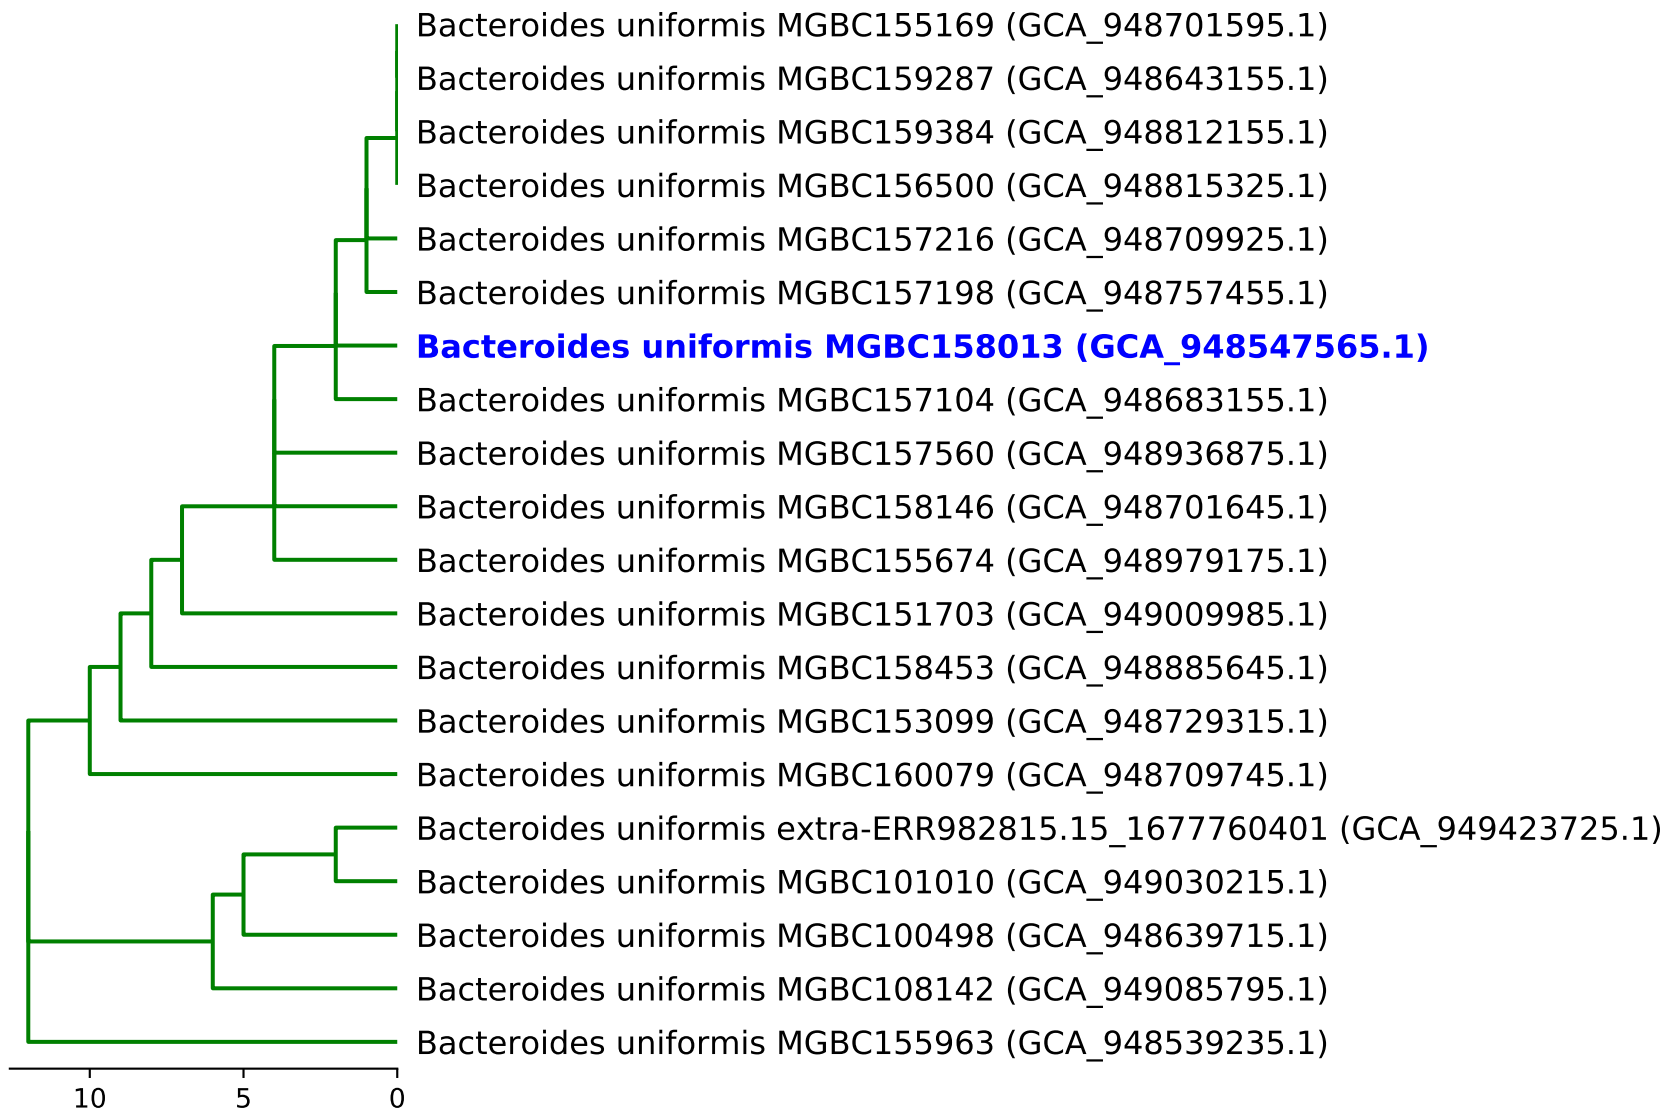 Bacteroides uniformis MGBC155169 (GCA_948701595.1)
Bacteroides uniformis MGBC159287 (GCA_948643155.1)
Bacteroides uniformis MGBC159384 (GCA_948812155.1)
Bacteroides uniformis MGBC156500 (GCA_948815325.1)
Bacteroides uniformis MGBC157216 (GCA_948709925.1)
Bacteroides uniformis MGBC157198 (GCA_948757455.1)
Bacteroides uniformis MGBC158013 (GCA_948547565.1)
Bacteroides uniformis MGBC157104 (GCA_948683155.1)
Bacteroides uniformis MGBC157560 (GCA_948936875.1)
Bacteroides uniformis MGBC158146 (GCA_948701645.1)
Bacteroides uniformis MGBC155674 (GCA_948979175.1)
Bacteroides uniformis MGBC151703 (GCA_949009985.1)
Bacteroides uniformis MGBC158453 (GCA_948885645.1)
Bacteroides uniformis MGBC153099 (GCA_948729315.1)
Bacteroides uniformis MGBC160079 (GCA_948709745.1)
Bacteroides uniformis extra-ERR982815.15_1677760401 (GCA_949423725.1)
Bacteroides uniformis MGBC101010 (GCA_949030215.1)
Bacteroides uniformis MGBC100498 (GCA_948639715.1)
Bacteroides uniformis MGBC108142 (GCA_949085795.1)
Bacteroides uniformis MGBC155963 (GCA_948539235.1)
10 5 0